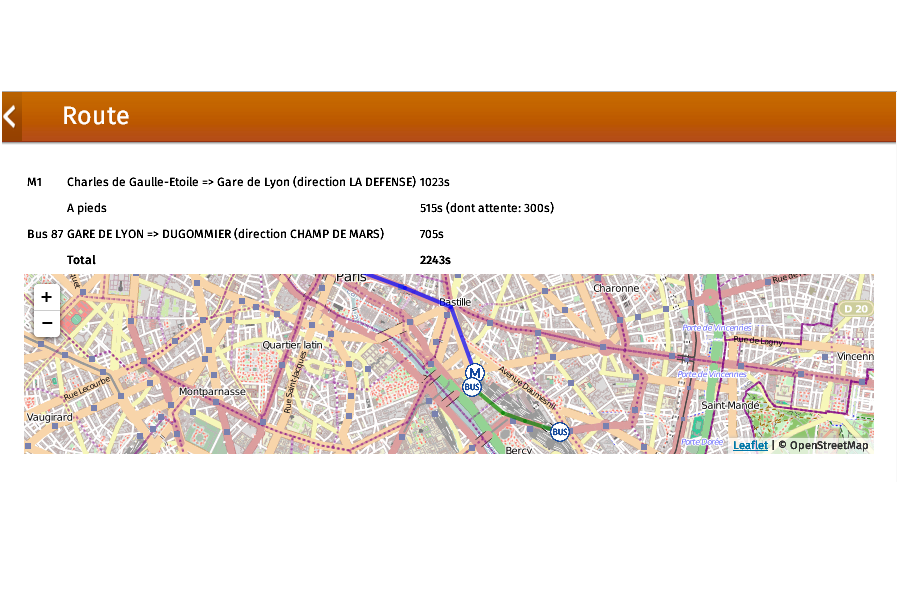 Route
M1 Charles de Gaulle-Etoile => Gare de Lyon (direction LA DEFENSE) 1023s
A pieds 515s (dont attente: 300s)
Bus 87 GARE DE LYON => DUGOMMIER (direction CHAMP DE MARS) 705s
Total 2243s
+
−
Paris
Bastille
Charonne
Rue de
D 20
Porte de Vincennes
Rue de Lagny
Quartier latin
Vincenn
M
BUS
Porte de Vincennes
Rue Lecourbe
Montparnasse
Rue Saint-Jacques
Avenue Daumesnil
Saint-Mandé
Vaugirard
BUS
Porte Dorée
Bercy
Leaflet | © OpenStreetMap